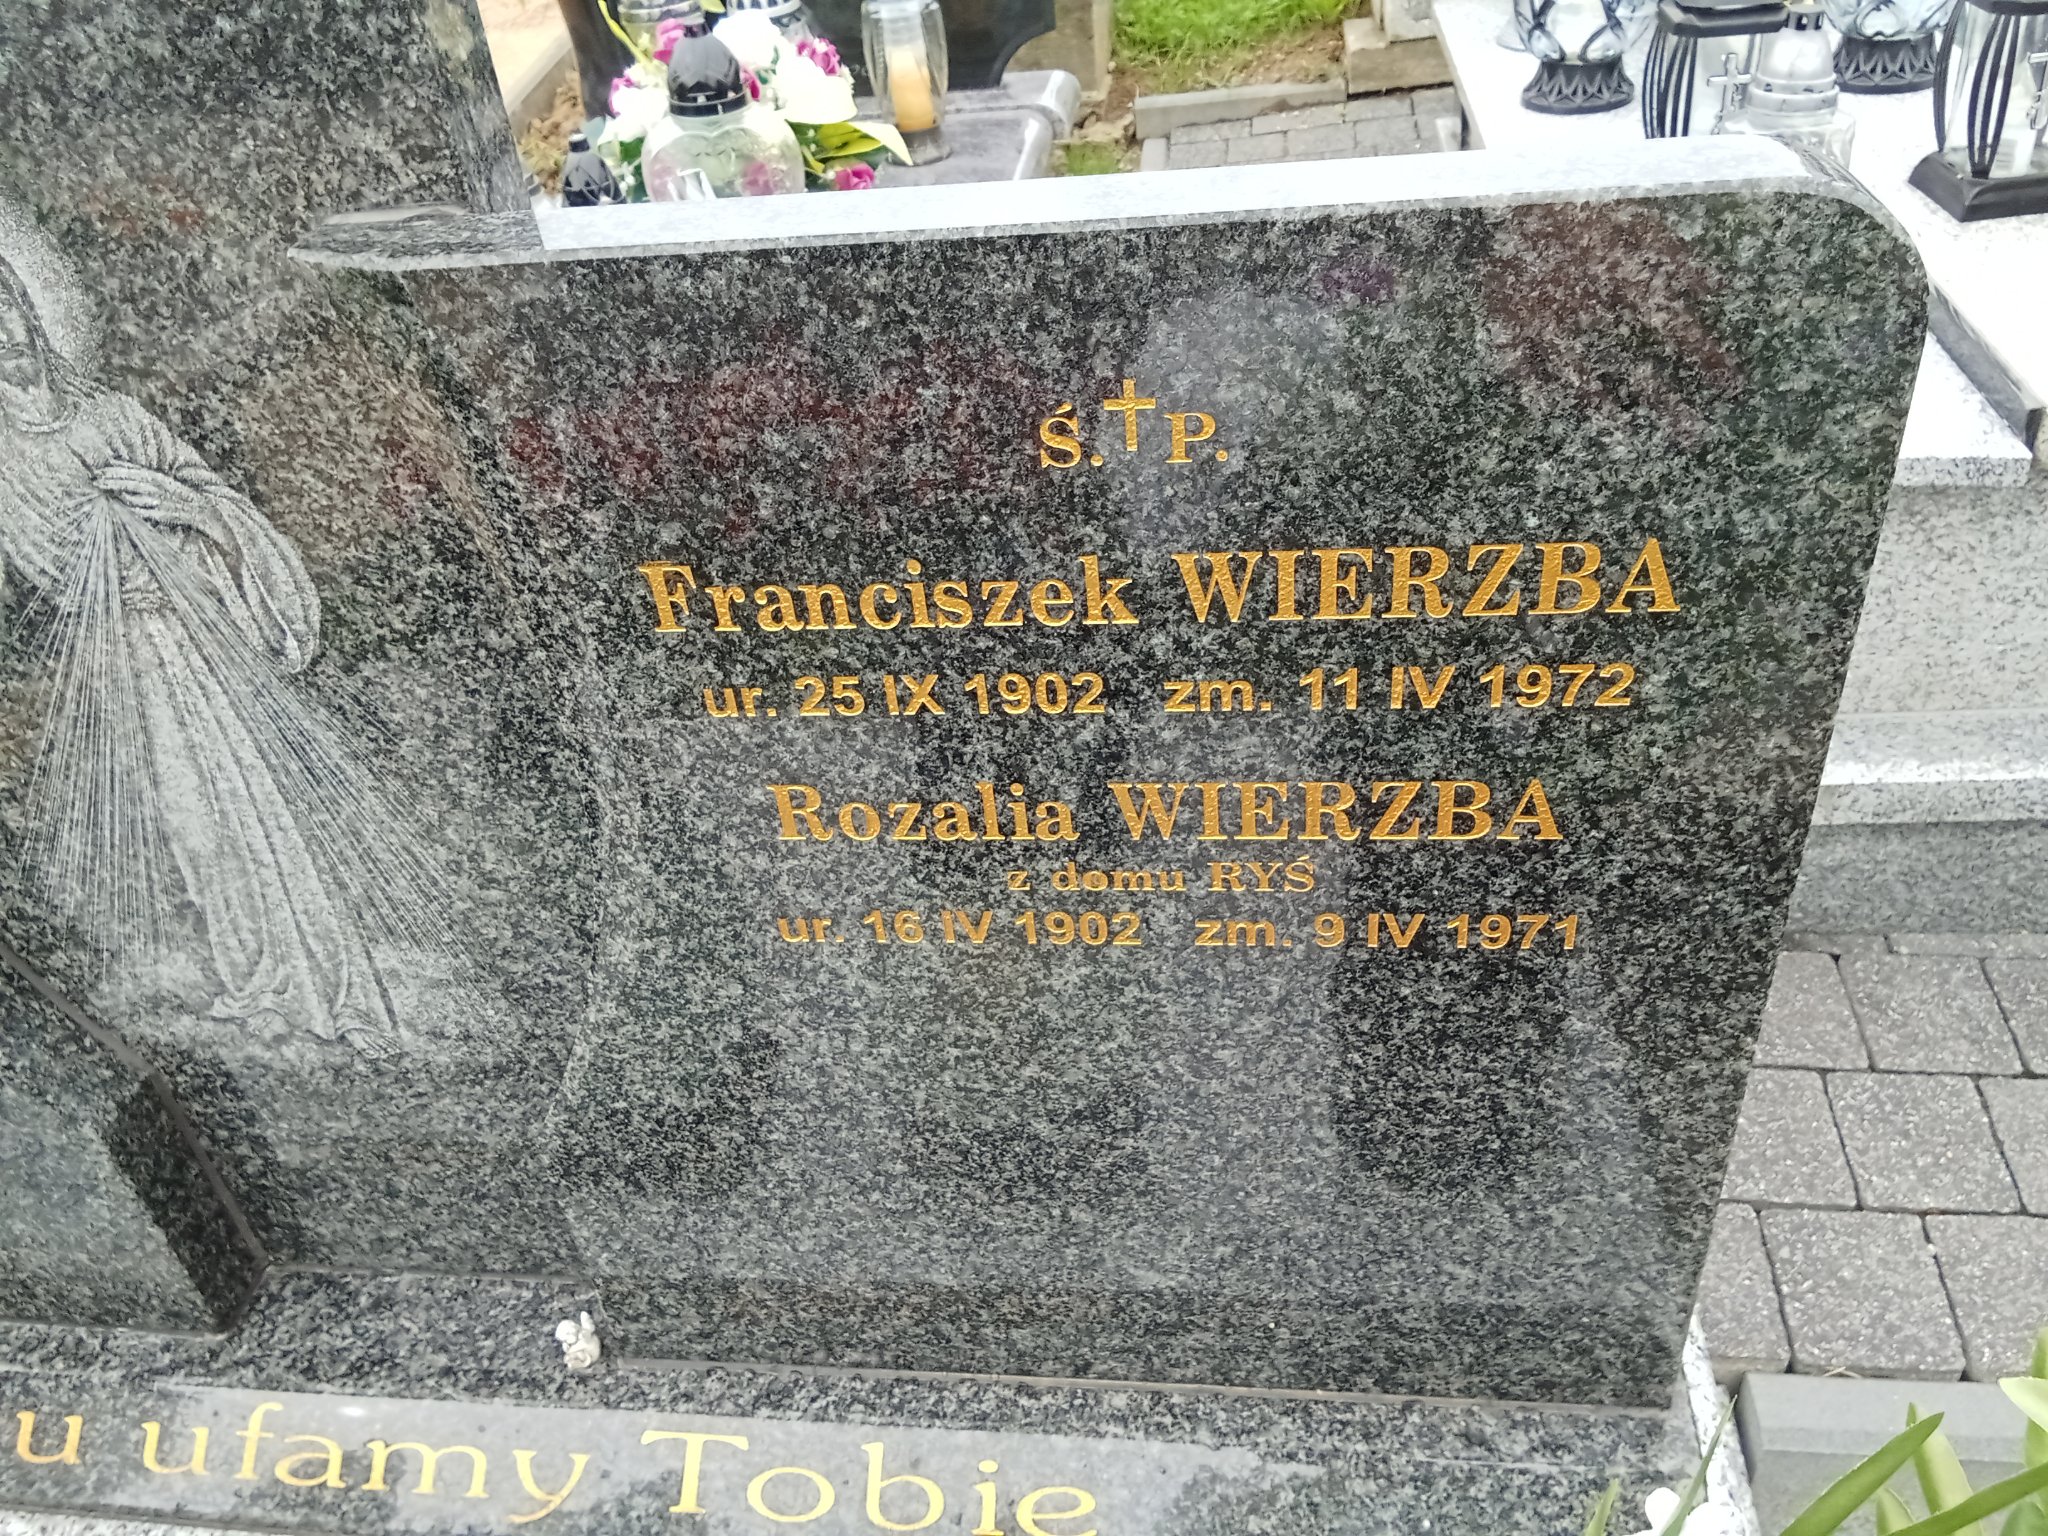 Ś.†P.
Franciszek WIERZBA
ur. 25 IX 1902 zm. 11 IV 1972
Rozalia WIERZBA
z domu RYŚ
ur. 16 IV 1902 zm. 9 IV 1971
u ufamy Tobie